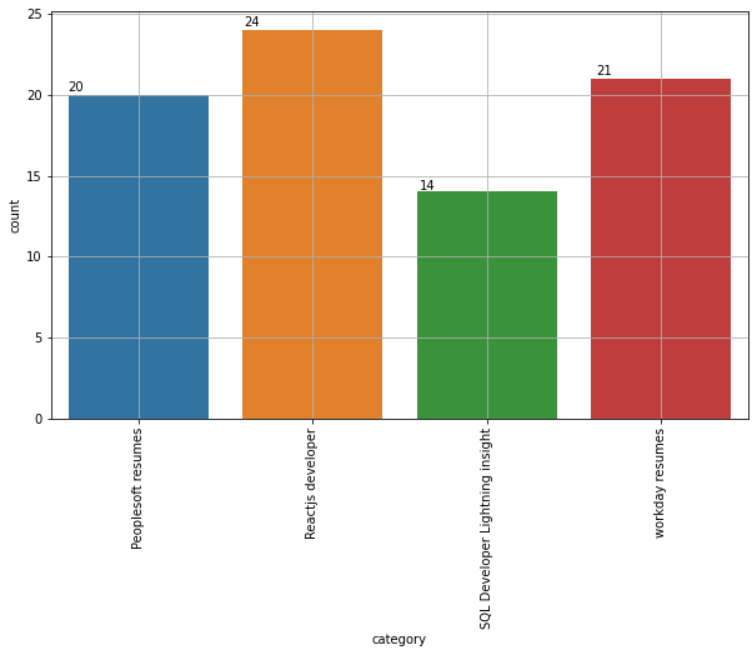 25
24
20
21
20
15
14
10
5
0
count
Peoplesoft resumes
Reactjs developer
SQL Developer Lightning insight
workday resumes
category